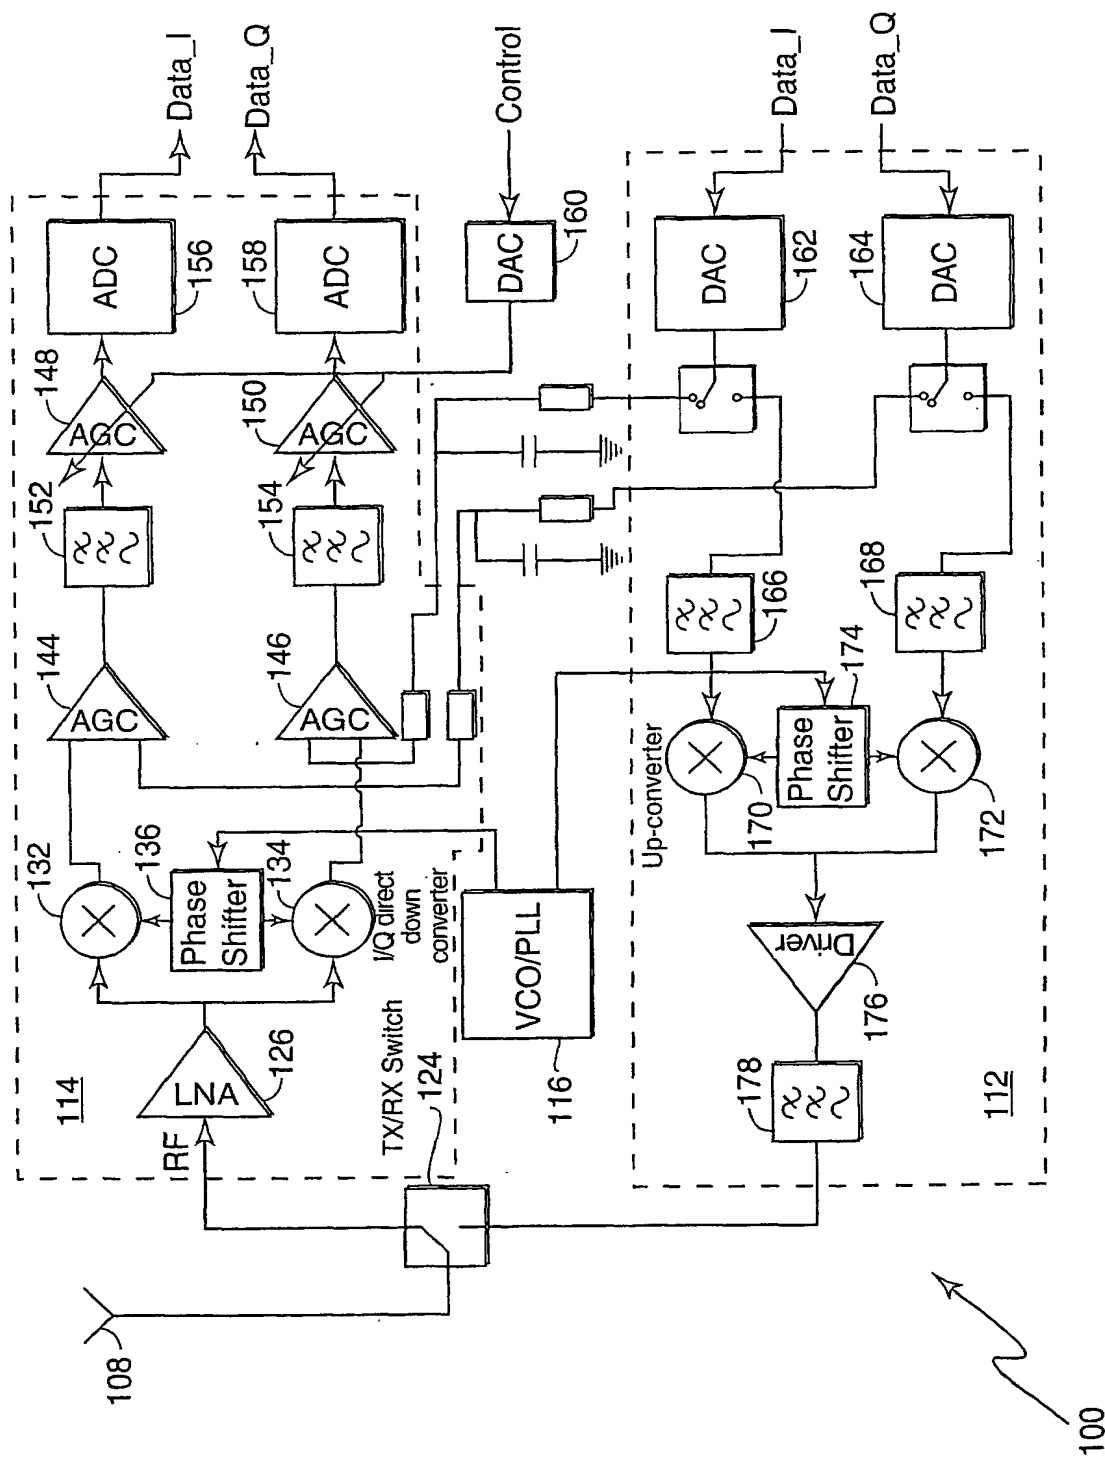 108
100
114
RF
LNA
126
TX/RX Switch
124
132
Phase
Shifter
136
134
I/Q direct
down
converter
144
AGC
146
AGC
152
154
148
AGC
150
AGC
ADC
156
158
ADC
Data_I
Data_Q
DAC
160
Control
VCO/PLL
116
112
178
Driver
176
Up-converter
170
Phase
Shifter
174
172
166
168
DAC
162
164
DAC
Data_I
Data_Q